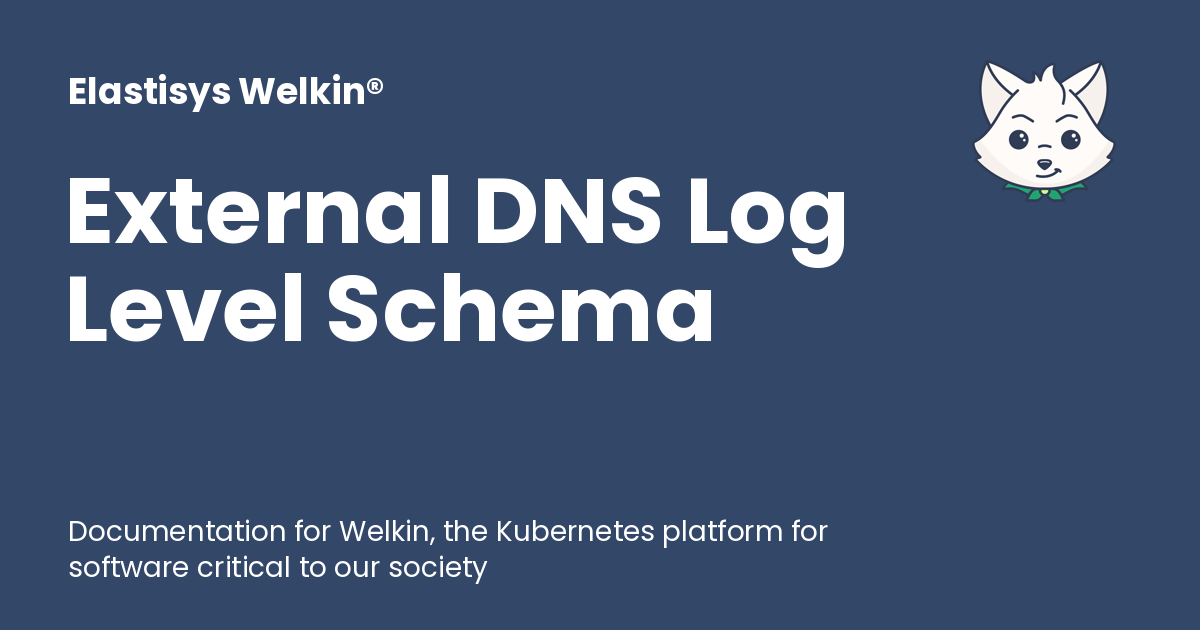 Elastisys Welkin®
External DNS Log
Level Schema
Documentation for Welkin, the Kubernetes platform for
software critical to our society